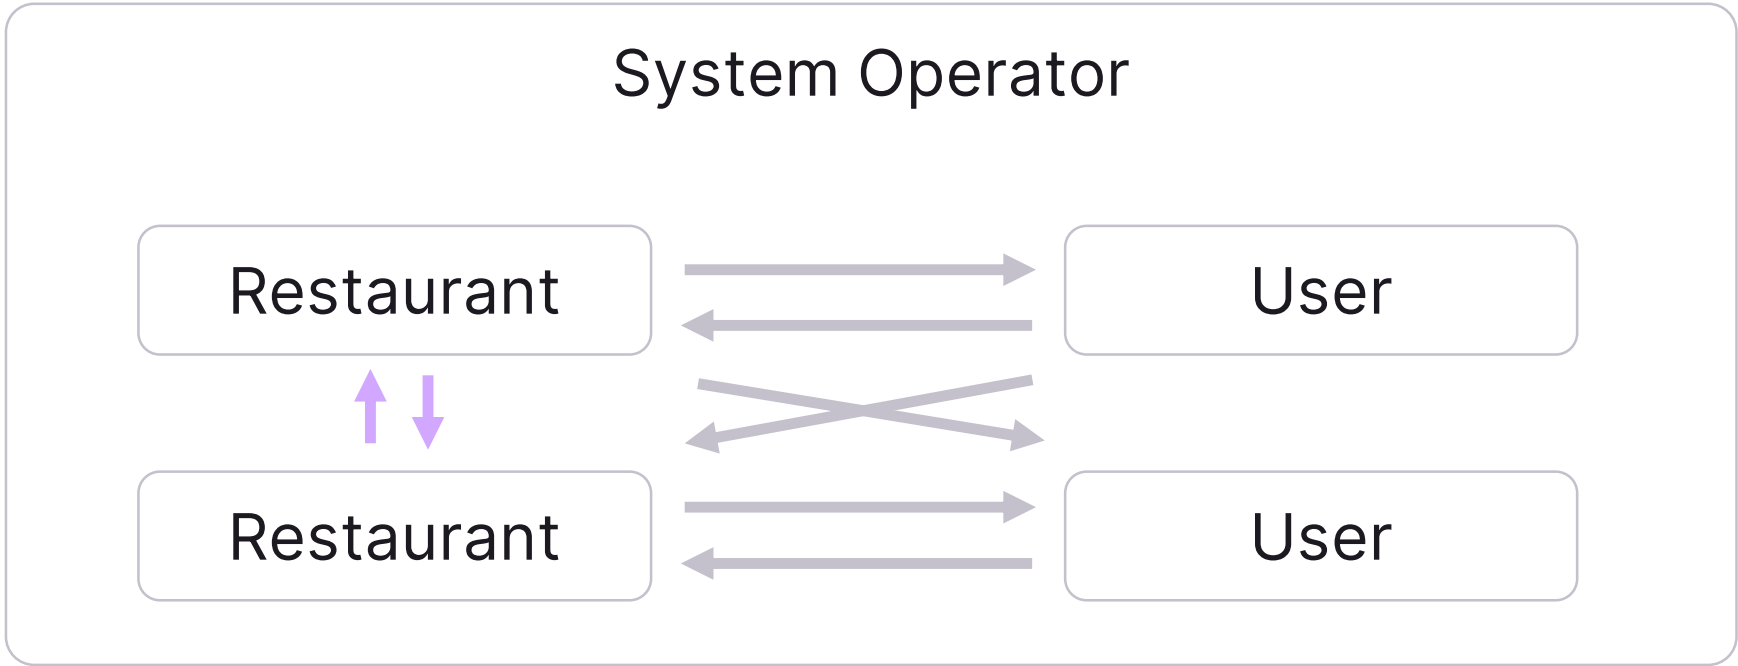 System Operator
Restaurant
User
Restaurant
User